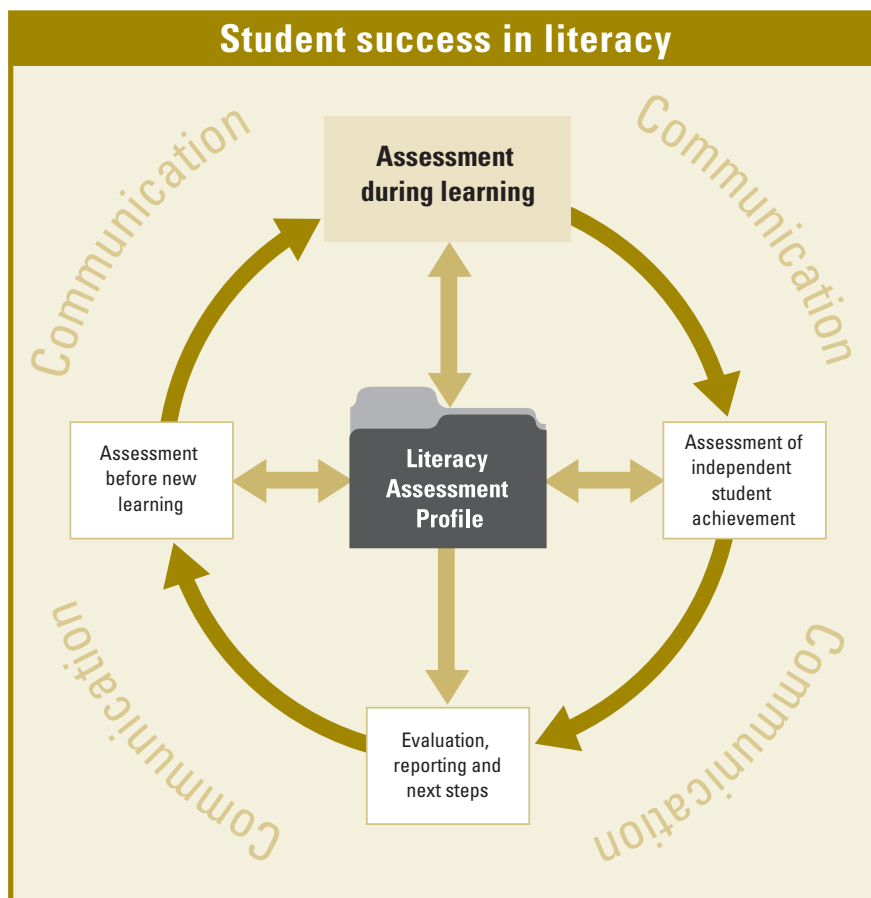 Student success in literacy
Communication
Communication
Assessment
during learning
Assessment
before new
learning
Literacy
Assessment
Profile
Assessment of
independent
student
achievement
Evaluation,
reporting and
next steps
Communication
Communication